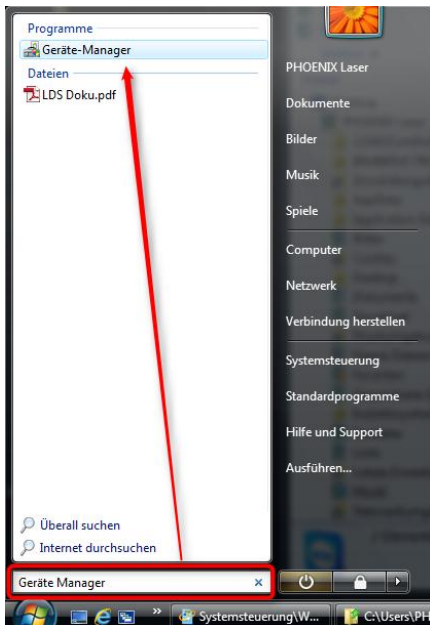 Programme
Geräte-Manager
Dateien
LDS Doku.pdf
Überall suchen
Internet durchsuchen
Geräte Manager
PHOENIX Laser
Dokumente
Bilder
Musik
Spiele
Computer
Netzwerk
Verbindung herstellen
Systemsteuerung
Standardprogramme
Hilfe und Support
Ausführen...
Systemsteuerung\W...
C:\Users\PH